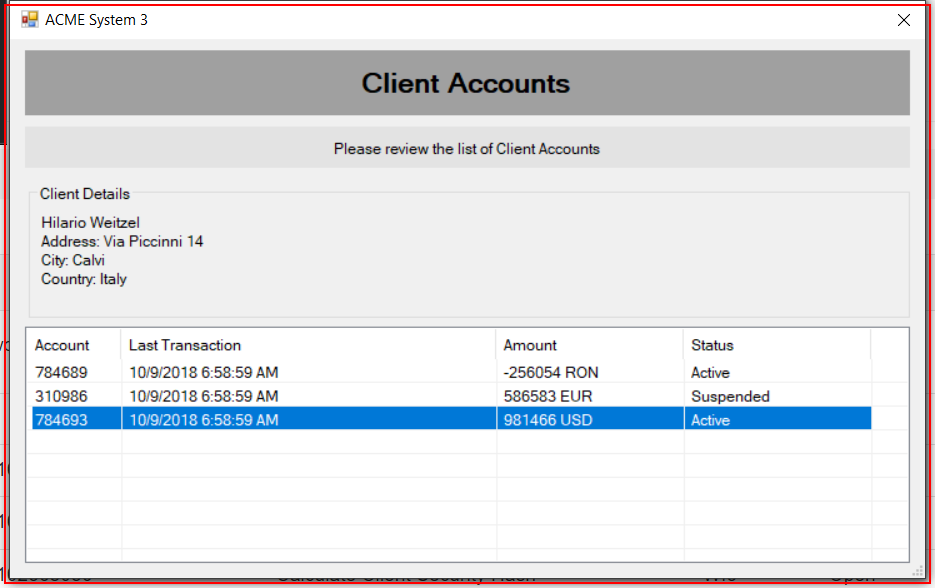 ACME System 3
Client Accounts
Please review the list of Client Accounts
Client Details
Hilario Weitzel
Address: Via Piccinni 14
City: Calvi
Country: Italy
Account Last Transaction Amount Status
784689 10/9/2018 6:58:59 AM -256054 RON Active
310986 10/9/2018 6:58:59 AM 586583 EUR Suspended
784693 10/9/2018 6:58:59 AM 981466 USD Active